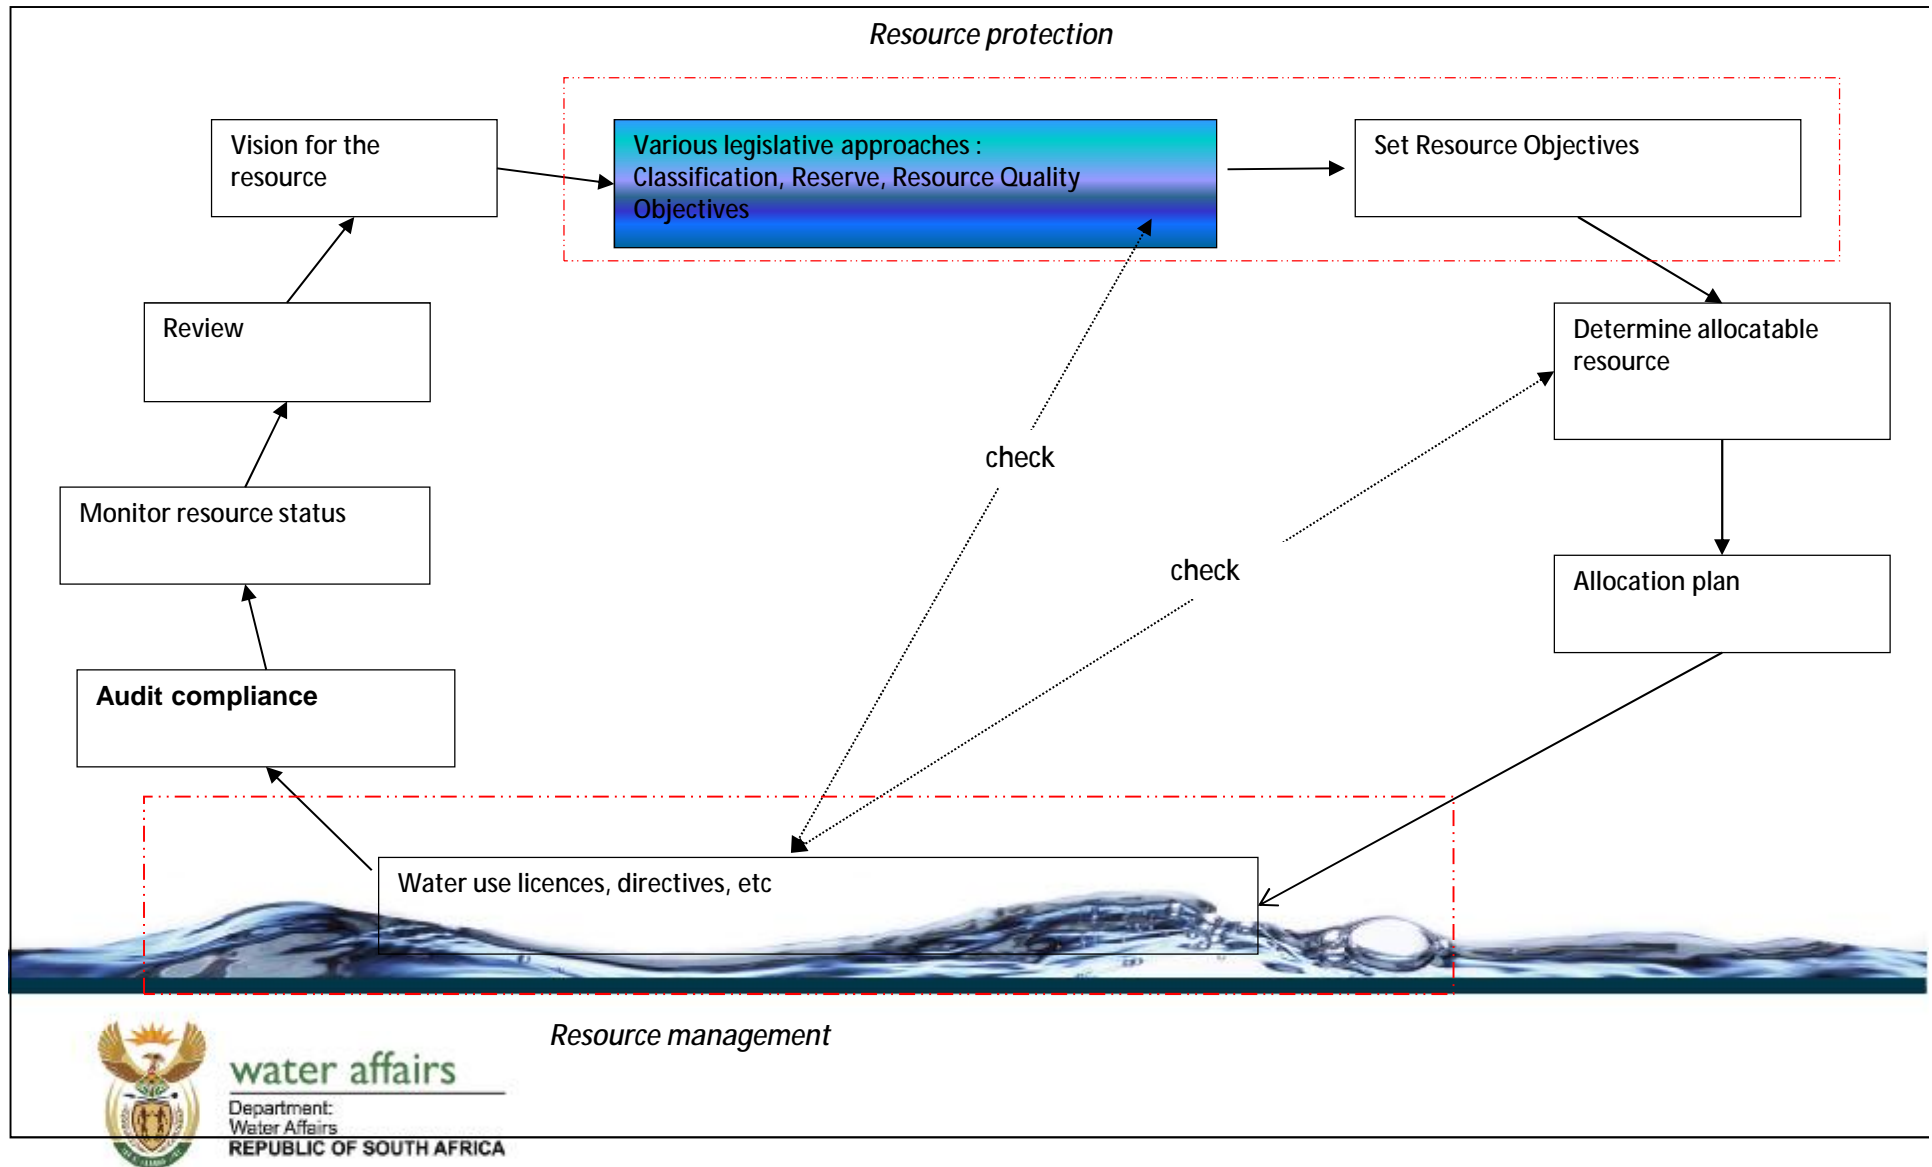 Resource protection
Vision for the
resource
Various legislative approaches :
Classification, Reserve, Resource Quality
Objectives
Set Resource Objectives
Review
Determine allocatable
resource
check
Monitor resource status
check
Allocation plan
Audit compliance
Water use licences, directives, etc
Resource management
water affairs
Department:
Water Affairs
REPUBLIC OF SOUTH AFRICA